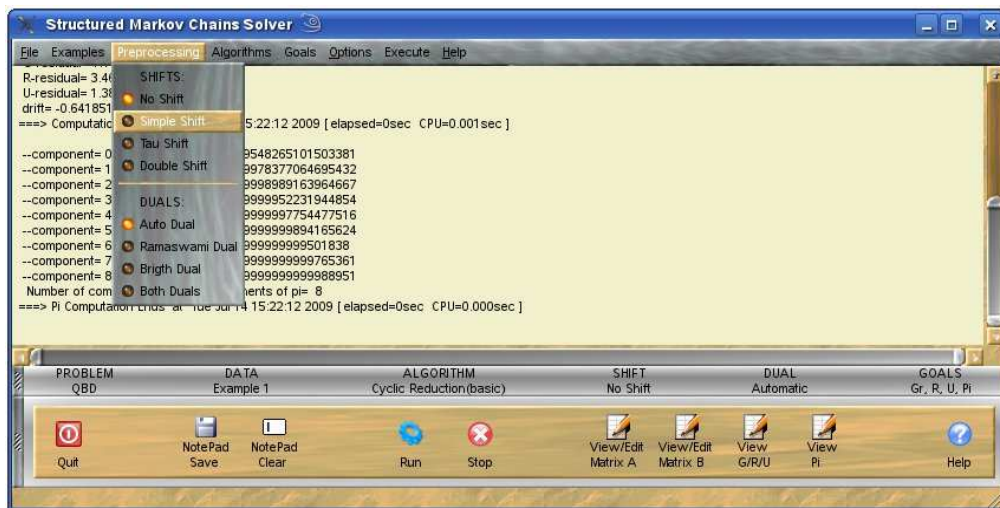 Structured Markov Chains Solver
File Examples Preprocessing Algorithms Goals Options Execute Help
R-residual= 3.46
U-residual= 1.38
drift= -0.641851
===> Computatic 5:22:12 2009 [ elapsed=0sec CPU=0.001sec ]
--component= 0 9548265101503381
--component= 1 9978377064695432
--component= 2 9998989163964667
--component= 3 9999952231944854
--component= 4 9999997754477516
--component= 5 9999999894165624
--component= 6 999999999501838
--component= 7 9999999999765361
--component= 8 9999999999988951
Number of com nents of pi= 8
===> Pi Computation Ends at Tue Jul 14 15:22:12 2009 [ elapsed=0sec CPU=0.000sec ]
SHIFTS:
No Shift
Simple Shift
Tau Shift
Double Shift
DUALS:
Auto Dual
Ramaswami Dual
Brigth Dual
Both Duals
PROBLEM DATA ALGORITHM SHIFT DUAL GOALS
QBD Example 1 Cyclic Reduction(basic) No Shift Automatic Gr, R, U, Pi
Quit
NotePad Save
NotePad Clear
Run
Stop
View/Edit Matrix A
View/Edit Matrix B
View G/R/U
View Pi
Help